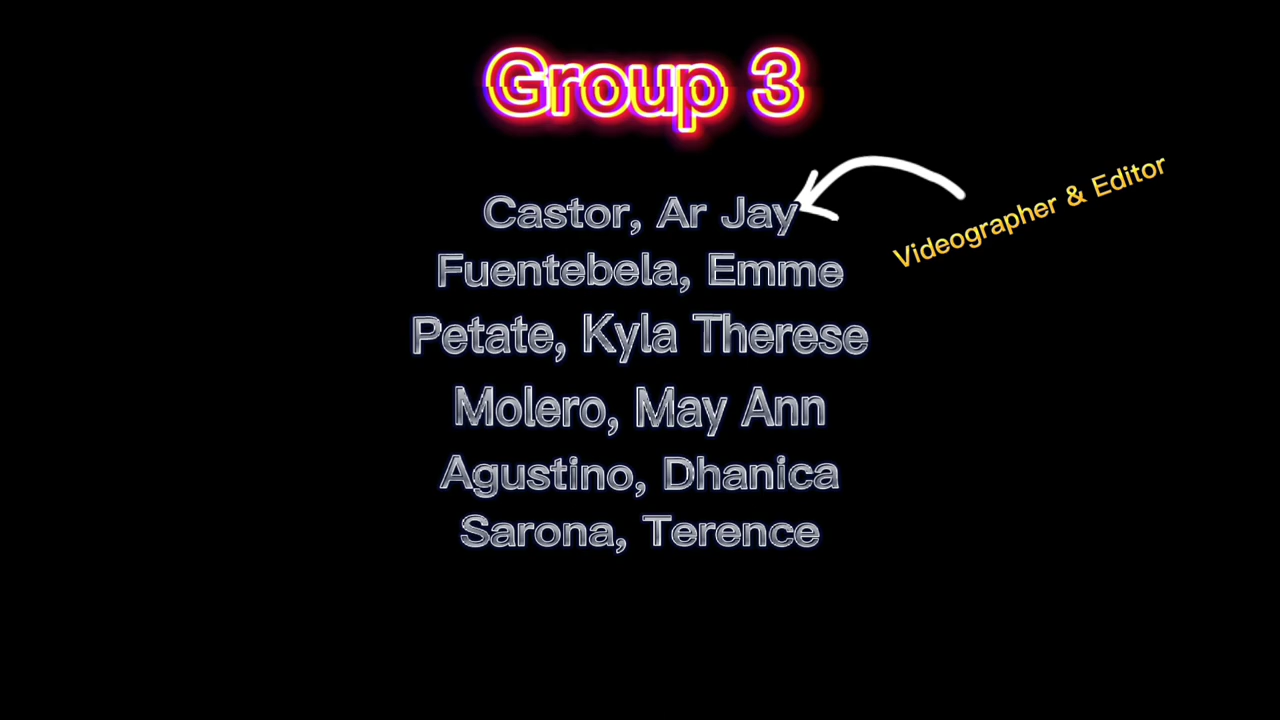 Group 3
Castor, Ar Jay
Videographer & Editor
Fuentebela, Emme
Petate, Kyla Therese
Molero, May Ann
Agustino, Dhanica
Sarona, Terence